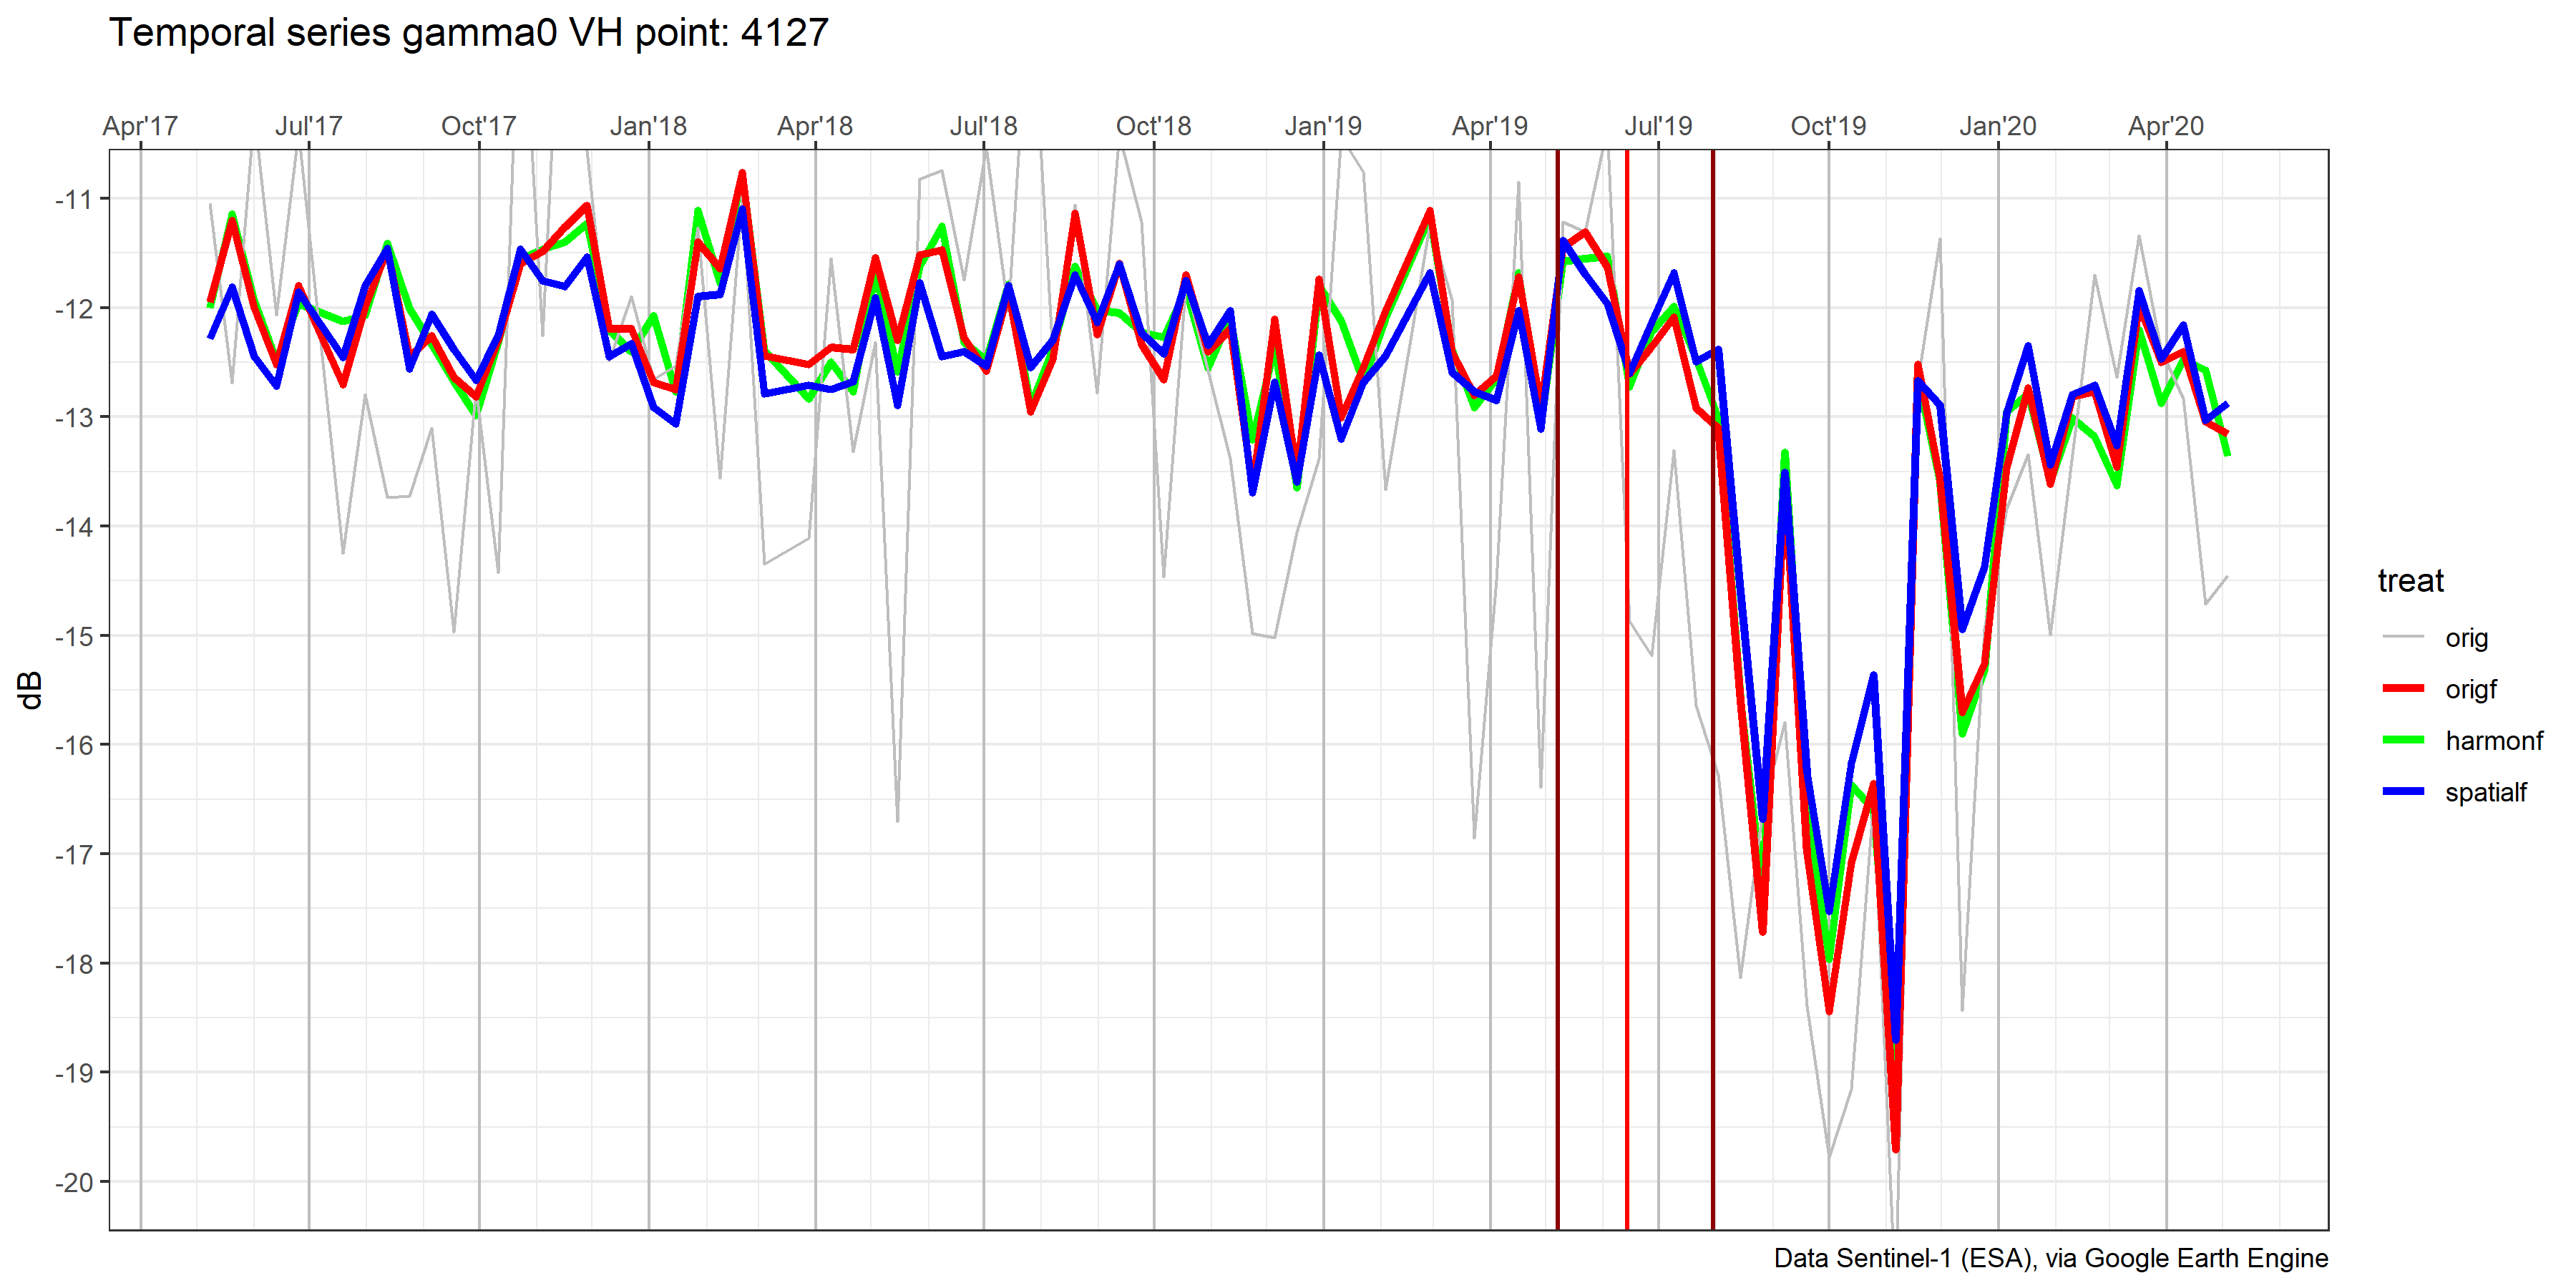 Temporal series gamma0 VH point: 4127
Apr'17 Jul'17 Oct'17 Jan'18 Apr'18 Jul'18 Oct'18 Jan'19 Apr'19 Jul'19 Oct'19 Jan'20 Apr'20
-11
-12
-13
-14
-15
-16
-17
-18
-19
-20
dB
treat
orig
origf
harmonf
spatialf
Data Sentinel-1 (ESA), via Google Earth Engine